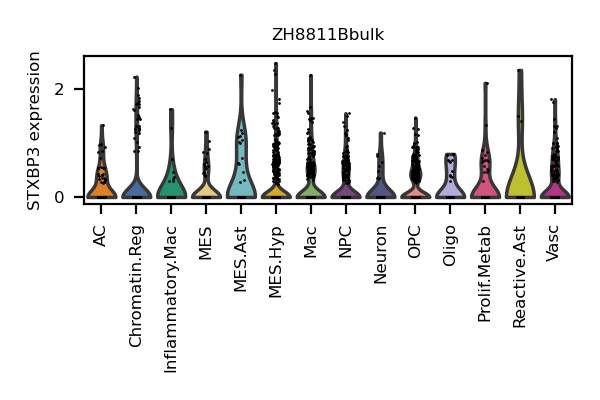 ZH8811Bbulk
STXBP3 expression
2
0
AC
Chromatin.Reg
Inflammatory.Mac
MES
MES.Ast
MES.Hyp
Mac
NPC
Neuron
OPC
Oligo
Prolif.Metab
Reactive.Ast
Vasc